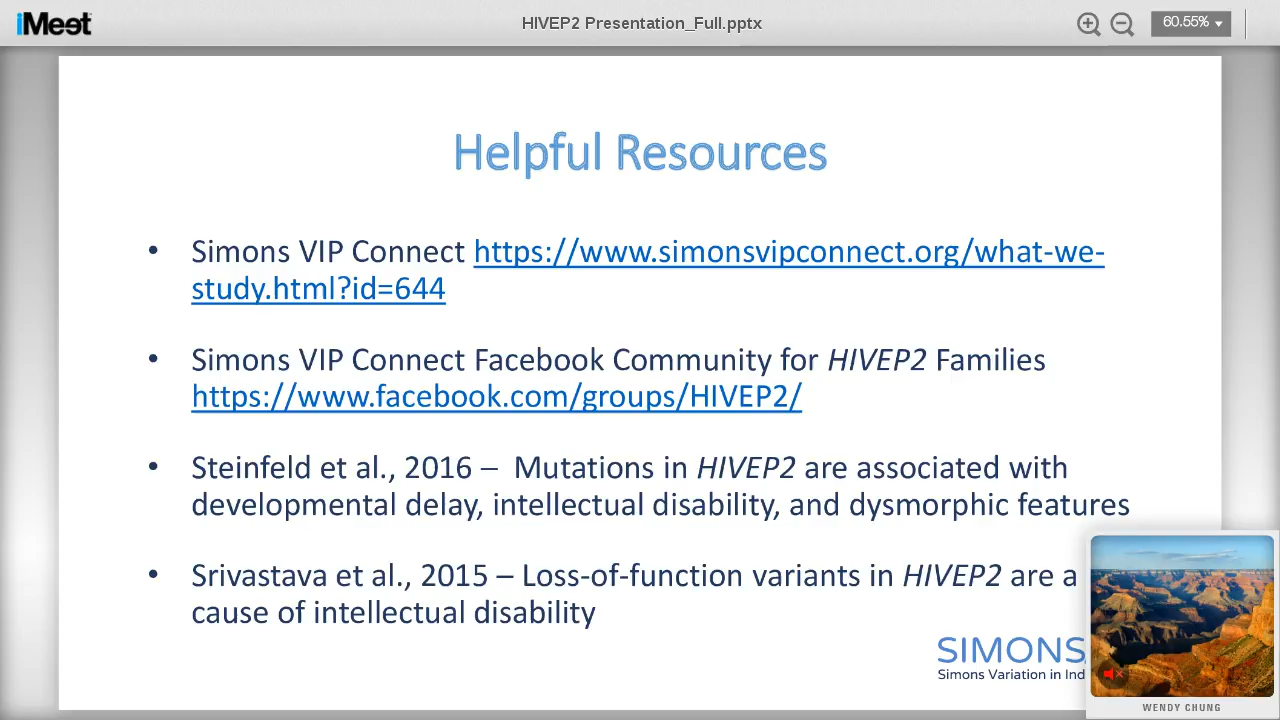 iMeet
HIVEP2 Presentation_Full.pptx
60.55%
Helpful Resources
• Simons VIP Connect https://www.simonsvipconnect.org/what-we-
study.html?id=644
• Simons VIP Connect Facebook Community for HIVEP2 Families
https://www.facebook.com/groups/HIVEP2/
• Steinfeld et al., 2016 – Mutations in HIVEP2 are associated with
developmental delay, intellectual disability, and dysmorphic features
• Srivastava et al., 2015 – Loss-of-function variants in HIVEP2 are a
cause of intellectual disability
SIMONS
Simons Variation in Ind
WENDY CHUNG